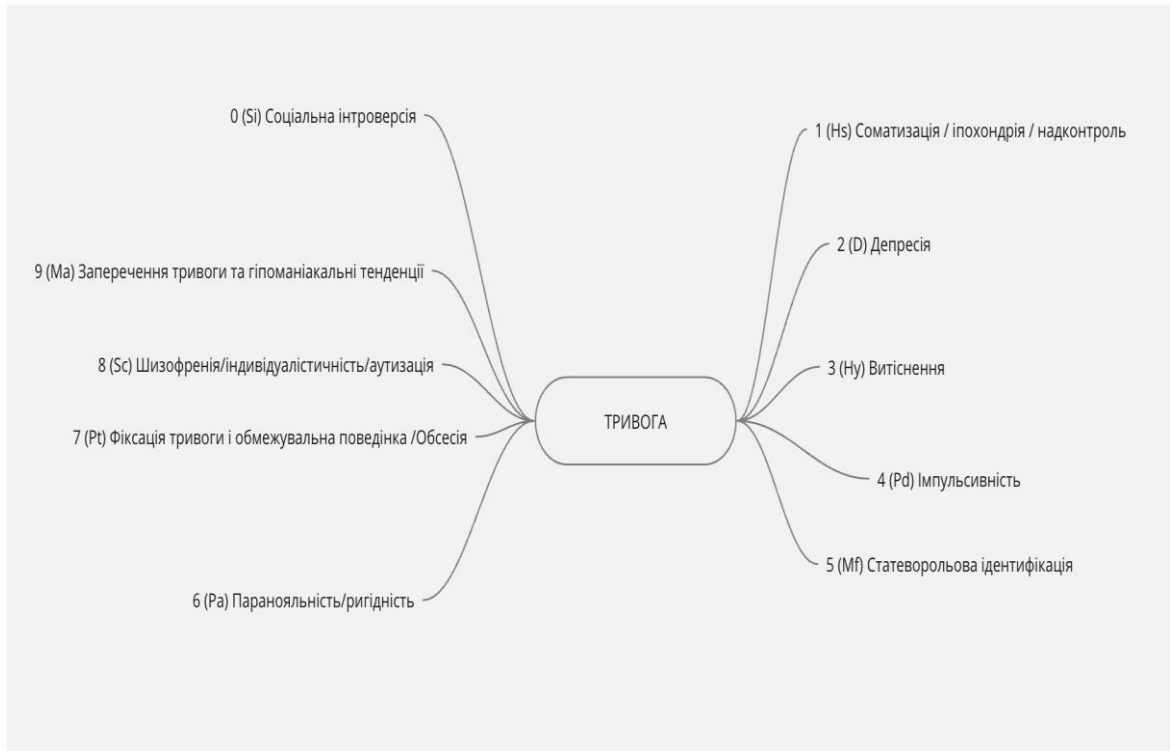 0 (Si) Соціальна інтроверсія
1 (Hs) Соматизація / іпохондрія / надконтроль
2 (D) Депресія
9 (Ma) Заперечення тривоги та гіпоманіакальні тенденції
8 (Sc) Шизофренія/індивідуалістичність/аутизація
3 (Hy) Витіснення
ТРИВОГА
7 (Pt) Фіксація тривоги і обмежувальна поведінка /Обсесія
4 (Pd) Імпульсивність
5 (Mf) Статеворольова ідентифікація
6 (Pa) Паранояльність/ригідність